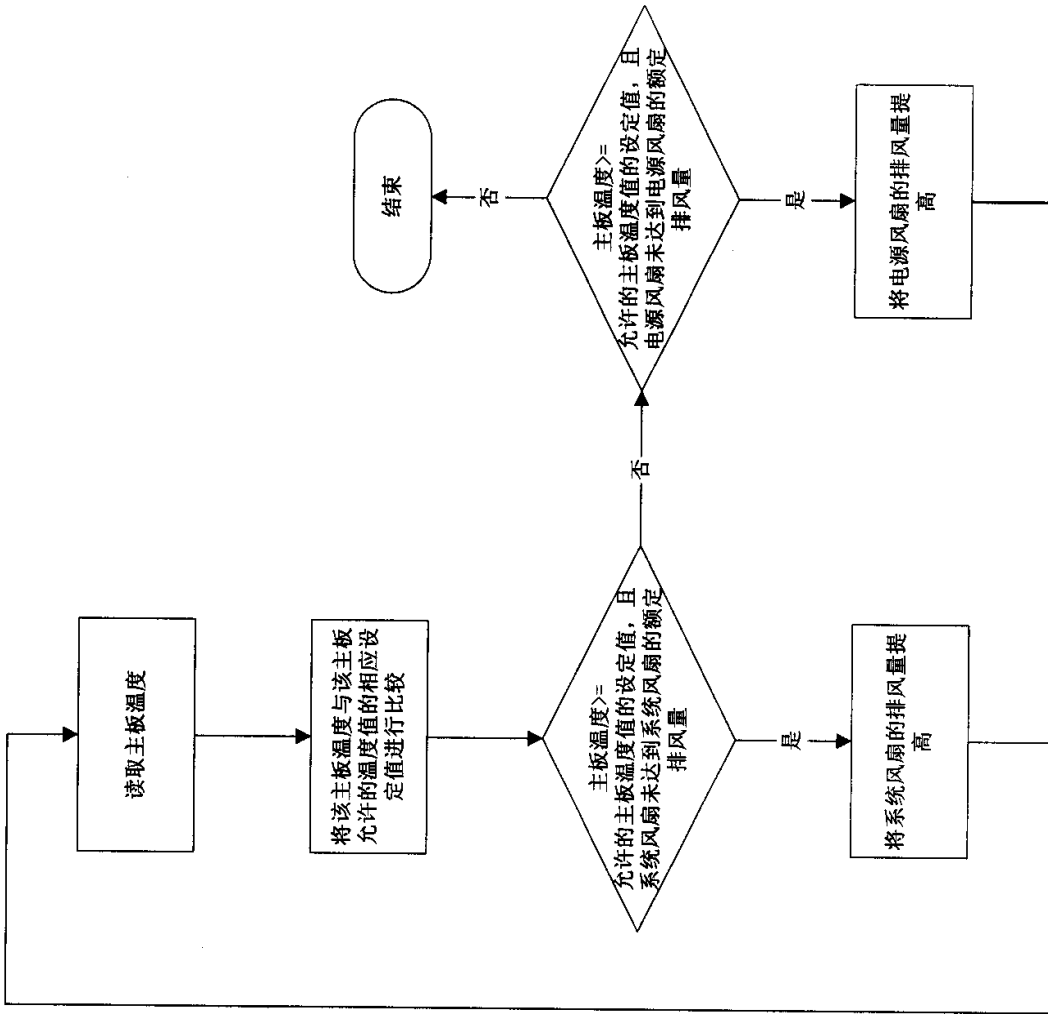 读取主板温度
将该主板温度与该主板
允许的温度值的相应设
定值进行比较
主板温度>=
允许的主板温度值的设定值，且
系统风扇未达到系统风扇的额定
排风量
是
将系统风扇的排风量提
高
否
主板温度>=
允许的主板温度值的设定值，且
电源风扇未达到电源风扇的额定
排风量
是
将电源风扇的排风量提
高
否
结束